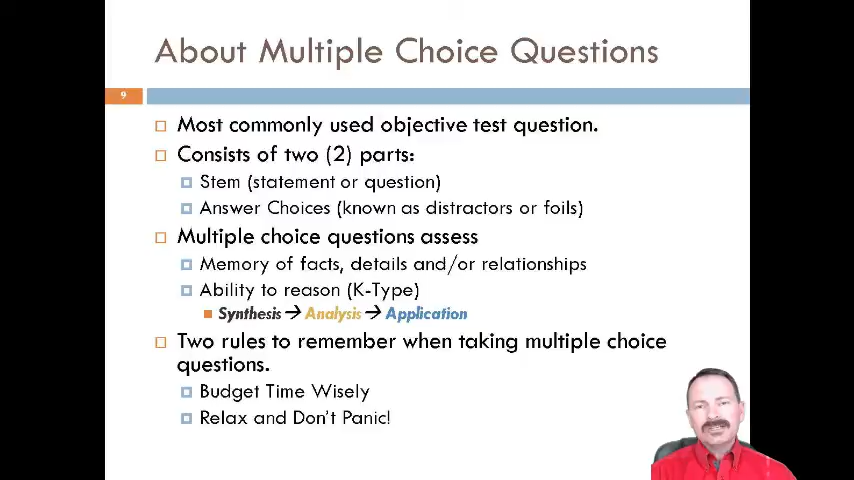 About Multiple Choice Questions
9
Most commonly used objective test question.
Consists of two (2) parts:
Stem (statement or question)
Answer Choices (known as distractors or foils)
Multiple choice questions assess
Memory of facts, details and/or relationships
Ability to reason (K-Type)
Synthesis → Analysis → Application
Two rules to remember when taking multiple choice
questions.
Budget Time Wisely
Relax and Don't Panic!